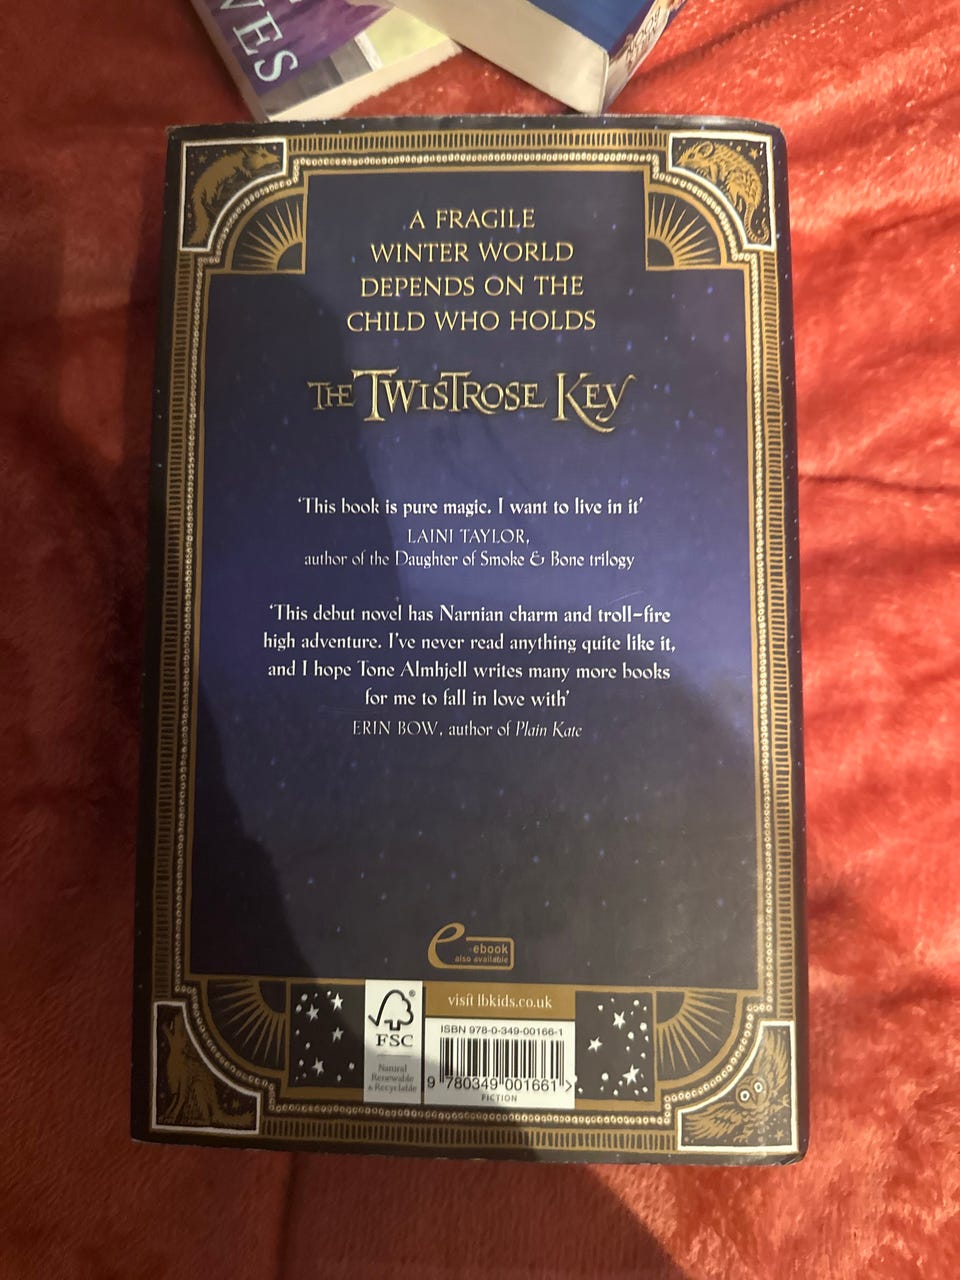 VES
A FRAGILE
WINTER WORLD
DEPENDS ON THE
CHILD WHO HOLDS
THE TWISTROSE KEY
‘This book is pure magic. I want to live in it’
LAINI TAYLOR,
author of the Daughter of Smoke & Bone trilogy
‘This debut novel has Narnian charm and troll-fire
high adventure. I’ve never read anything quite like it,
and I hope Tone Almhjell writes many more books
for me to fall in love with’
ERIN BOW, author of Plain Kate
e-ebook
also available
visit lbkids.co.uk
FSC®
Natural
Renewable
& Recyclable
ISBN 978-0-349-00166-1
9 780349 001661 >
FICTION